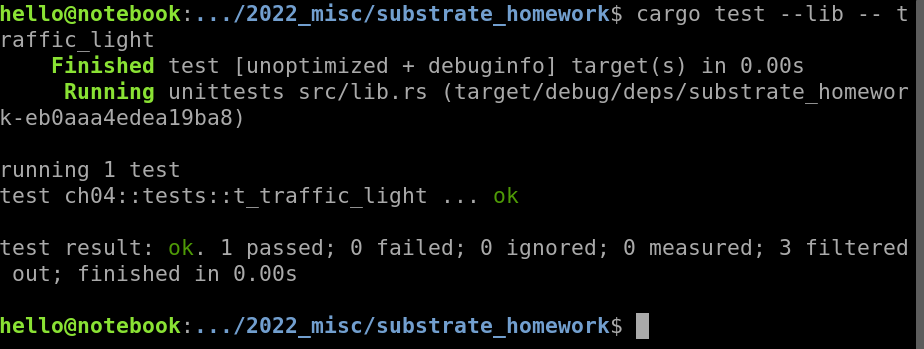 hello@notebook:.../2022_misc/substrate_homework$ cargo test --lib -- t
raffic_light
    Finished test [unoptimized + debuginfo] target(s) in 0.00s
     Running unittests src/lib.rs (target/debug/deps/substrate_homewor
k-eb0aaa4edea19ba8)

running 1 test
test ch04::tests::t_traffic_light ... ok

test result: ok. 1 passed; 0 failed; 0 ignored; 0 measured; 3 filtered
 out; finished in 0.00s

hello@notebook:.../2022_misc/substrate_homework$